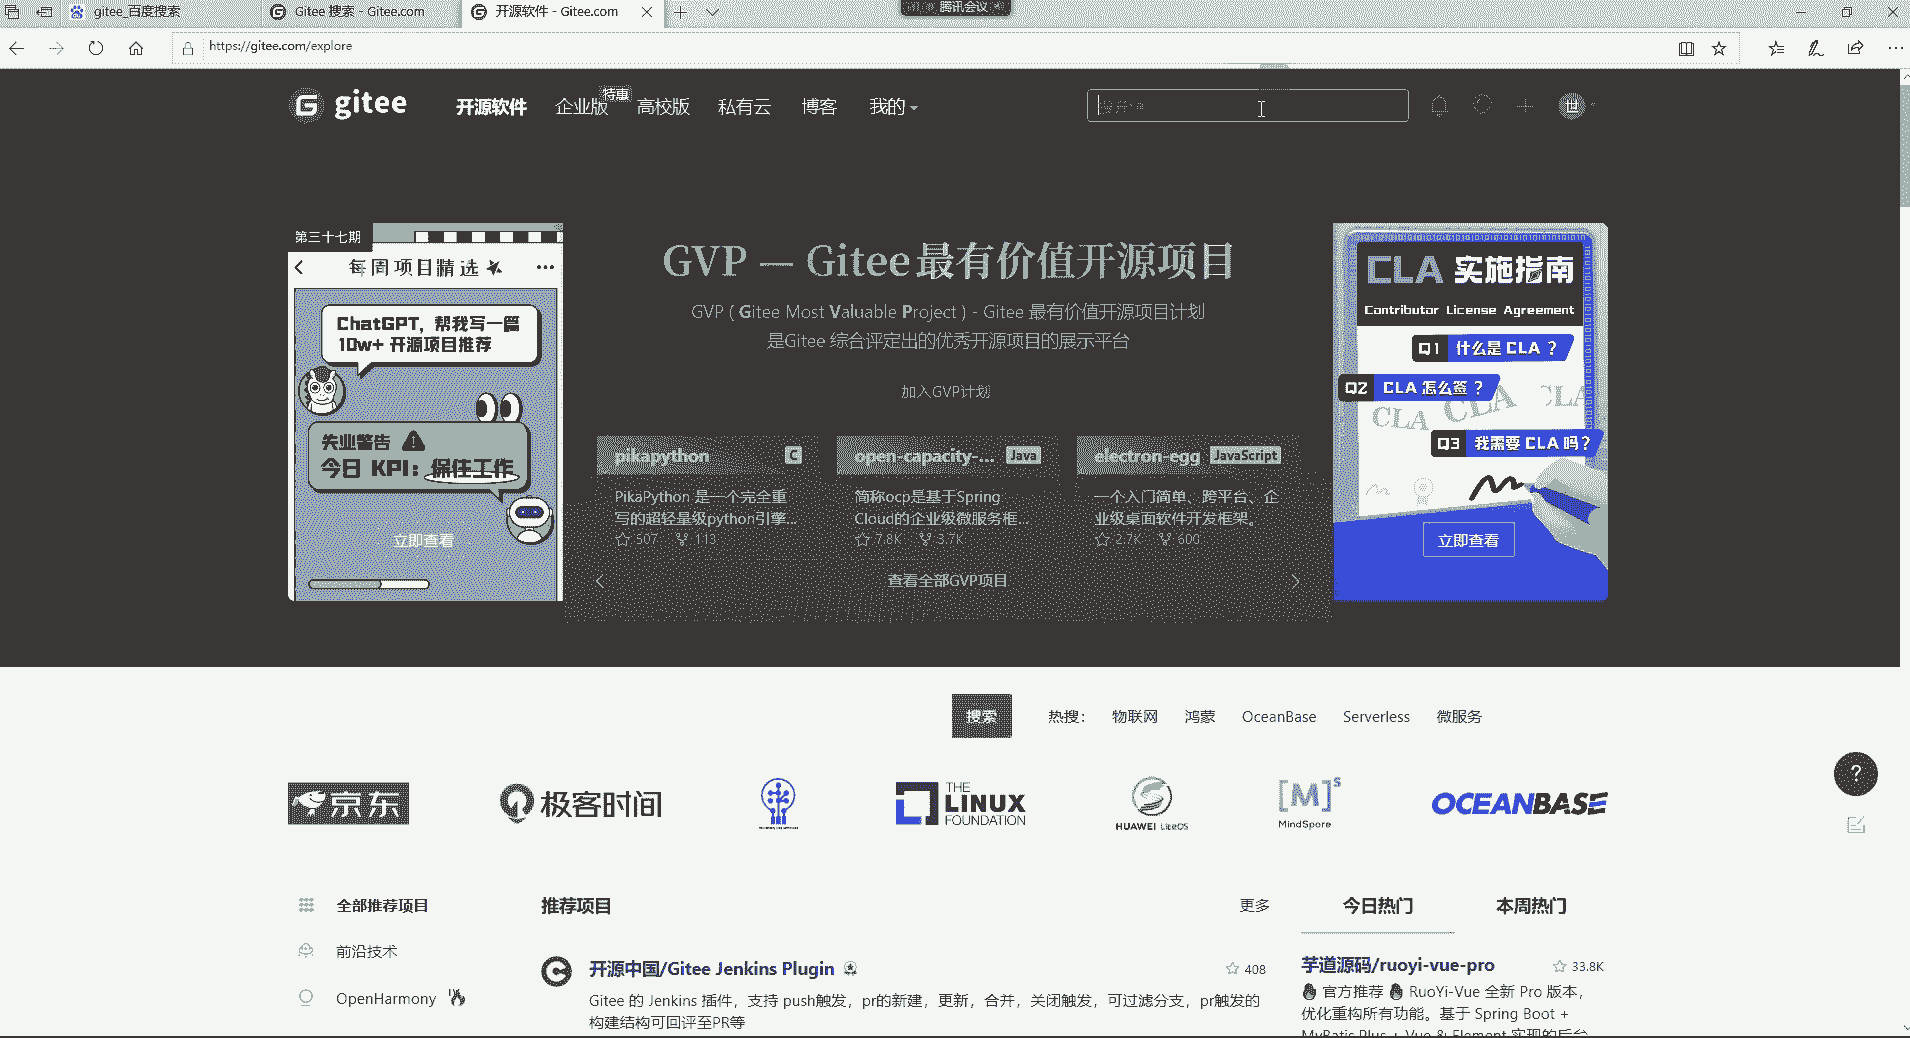 gitee_百度搜索
Gitee 搜索 - Gitee.com
开源软件 - Gitee.com
腾讯会议
https://gitee.com/explore
gitee
开源软件
企业版
特惠
高校版
私有云
博客
我的
世
第三十七期
每周项目精选
ChatGPT，帮我写一篇
10w+ 开源项目推荐
失业警告
今日 KPI：保住工作
立即查看
GVP — Gitee最有价值开源项目
GVP ( Gitee Most Valuable Project ) - Gitee 最有价值开源项目计划
是Gitee 综合评定出的优秀开源项目的展示平台
加入GVP计划
pikapython
C
PikaPython 是一个完全重
写的超轻量级python引擎...
507 113
open-capacity-...
Java
简称ocp是基于Spring
Cloud的企业级微服务框...
7.8K 3.7K
electron-egg
JavaScript
一个入门简单、跨平台、企
业级桌面软件开发框架。
2.7K 600
查看全部GVP项目
CLA 实施指南
Contributor License Agreement
Q1 什么是 CLA ？
Q2 CLA 怎么签 ？
CLA CLA CLA
Q3 我需要 CLA 吗？
立即查看
搜索
热搜：
物联网
鸿蒙
OceanBase
Serverless
微服务
京东
极客时间
THE
LINUX
FOUNDATION
HUAWEI LiteOS
[M]s
MindSpore
OCEANBASE
?
全部推荐项目
前沿技术
OpenHarmony
推荐项目
更多
开源中国/Gitee Jenkins Plugin
408
Gitee 的 Jenkins 插件，支持 push触发，pr的新建，更新，合并，关闭触发，可过滤分支，pr触发的
构建结构可回评至PR等
今日热门
本周热门
芋道源码/ruoyi-vue-pro
33.8K
官方推荐 RuoYi-Vue 全新 Pro 版本，
优化重构所有功能。基于 Spring Boot +
MyBatis Plus + Vue & Element 实现的后台